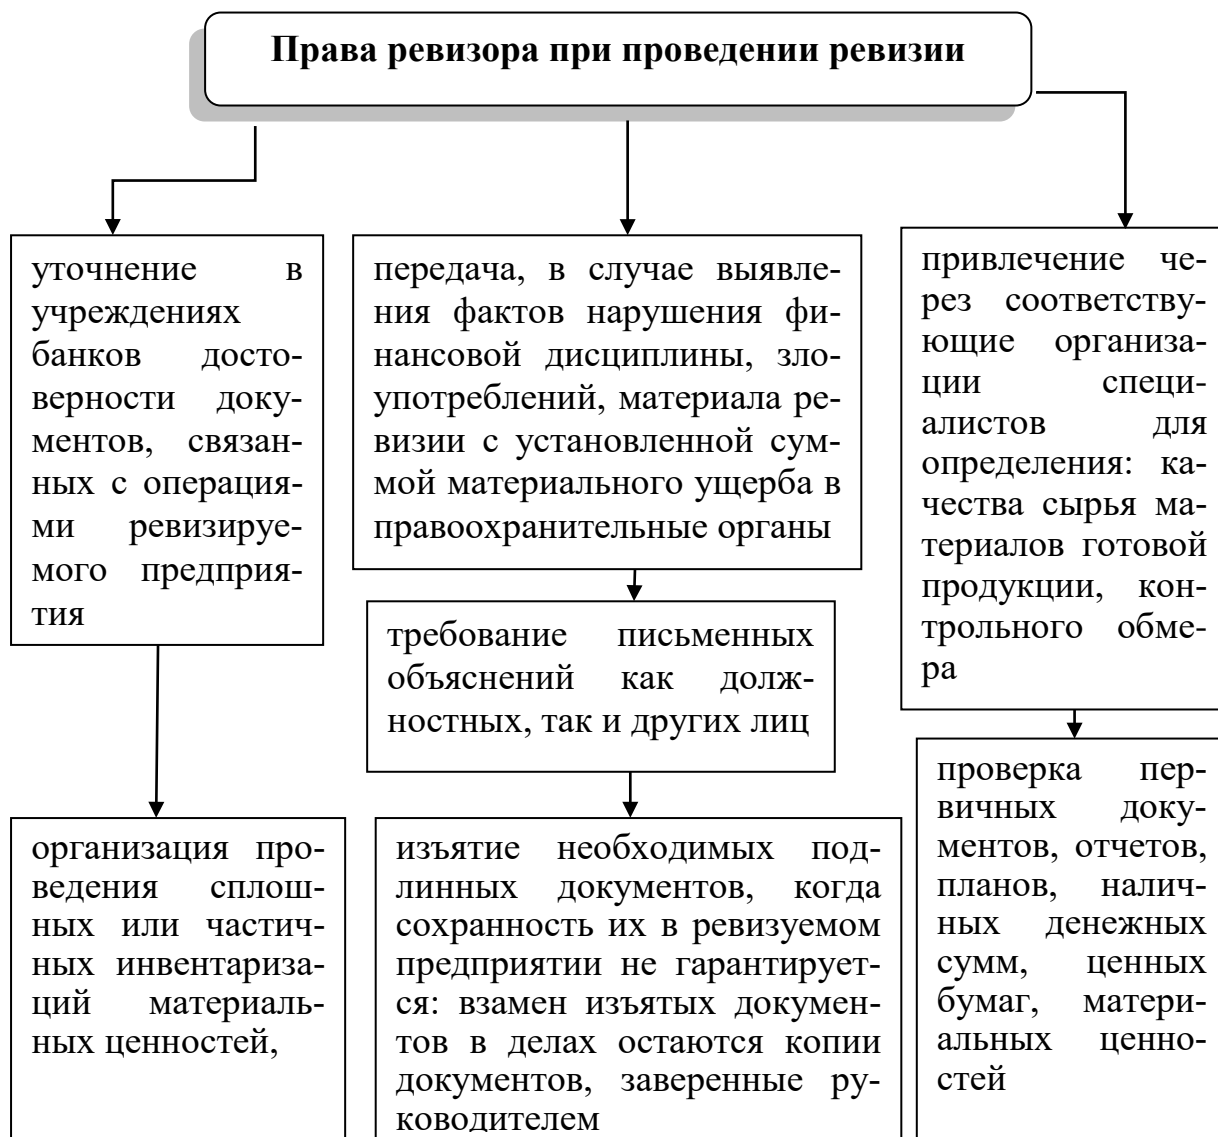 Права ревизора при проведении ревизии
уточнение в
учреждениях
банков досто-
верности доку-
ментов, связан-
ных с операция-
ми ревизируе-
мого предприя-
тия
организация про-
ведения сплош-
ных или частич-
ных инвентариза-
ций материаль-
ных ценностей,
передача, в случае выявле-
ния фактов нарушения фи-
нансовой дисциплины, зло-
употреблений, материала ре-
визии с установленной сум-
мой материального ущерба в
правоохранительные органы
требование письменных
объяснений как долж-
ностных, так и других лиц
изъятие необходимых под-
линных документов, когда
сохранность их в ревизуемом
предприятии не гарантирует-
ся: взамен изъятых докумен-
тов в делах остаются копии
документов, заверенные ру-
ководителем
привлечение че-
рез соответству-
ющие организа-
ции специ-
алистов для
определения: ка-
чества сырья ма-
териалов готовой
продукции, кон-
трольного обме-
ра
проверка пер-
вичных доку-
ментов, отчетов,
планов, налич-
ных денежных
сумм, ценных
бумаг, матери-
альных ценно-
стей